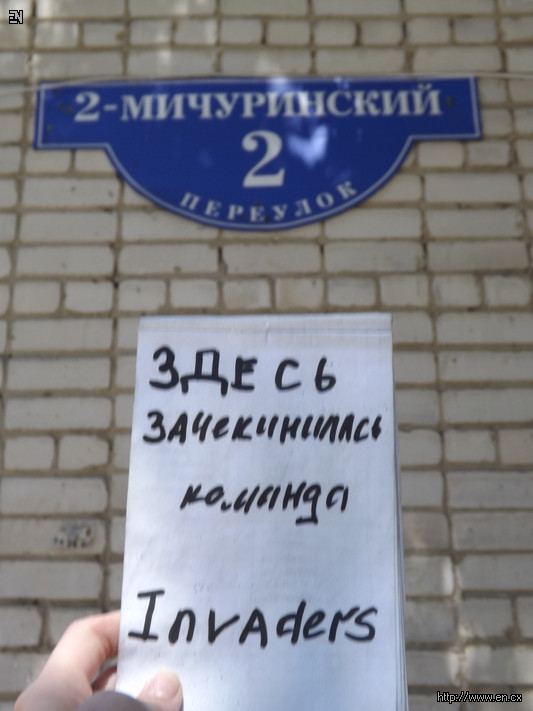 EN
2-МИЧУРИНСКИЙ
2
ПЕРЕУЛОК
ЗДЕСЬ
ЗАЧЕКИНИЛАСЬ
команда
Invaders
http://www.en.cx